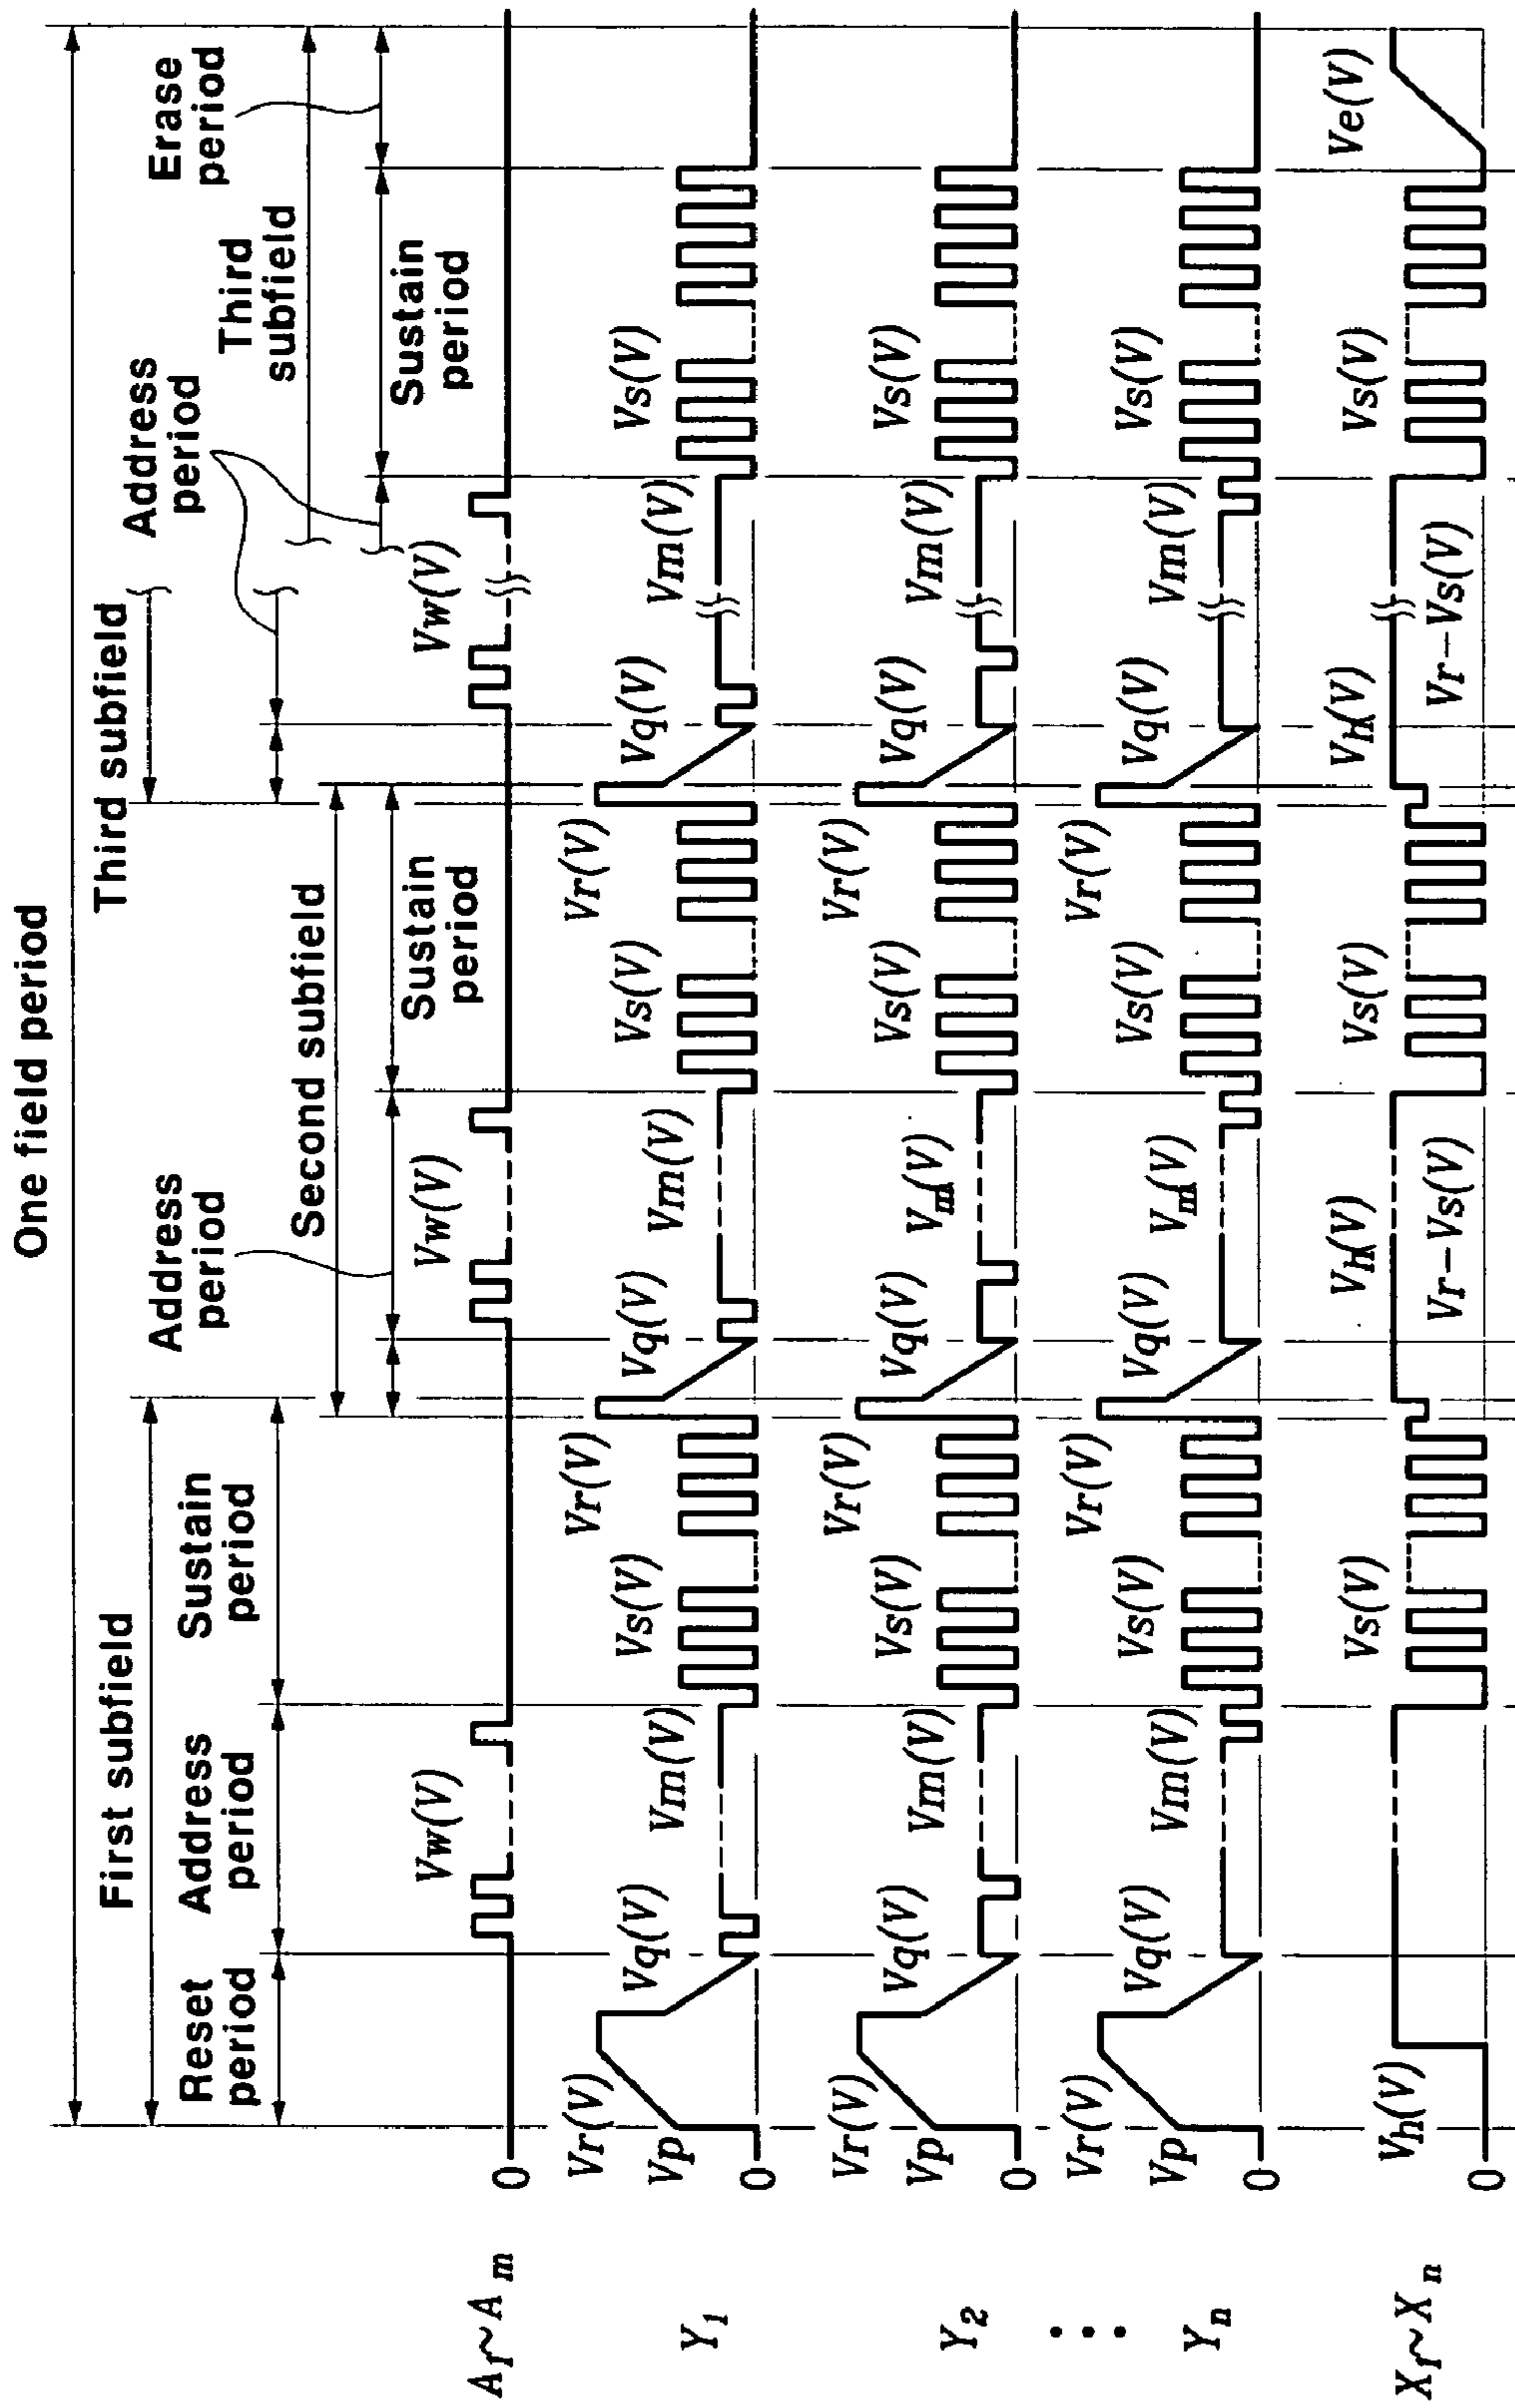 One field period
First subfield
Second subfield
Third subfield
Third subfield
Reset period
Address period
Sustain period
Address period
Sustain period
Address period
Sustain period
Erase period
A₁~Aₘ
0
Vw(V)
Vw(V)
Vw(V)
Y₁
0
Vp
Vr(V)
Vq(V)
Vm(V)
Vs(V)
Vr(V)
Vq(V)
Vm(V)
Vs(V)
Vr(V)
Vq(V)
Vm(V)
Vs(V)
Y₂
0
Vp
Vr(V)
Vq(V)
Vm(V)
Vs(V)
Vr(V)
Vq(V)
Vm(V)
Vs(V)
Vr(V)
Vq(V)
Vm(V)
Vs(V)
Yₙ
0
Vp
Vr(V)
Vq(V)
Vm(V)
Vs(V)
Vr(V)
Vq(V)
Vm(V)
Vs(V)
Vr(V)
Vq(V)
Vm(V)
Vs(V)
X₁~Xₙ
0
Vh(V)
Vs(V)
Vr-Vs(V)
Vh(V)
Vs(V)
Vr-Vs(V)
Vh(V)
Vs(V)
Ve(V)